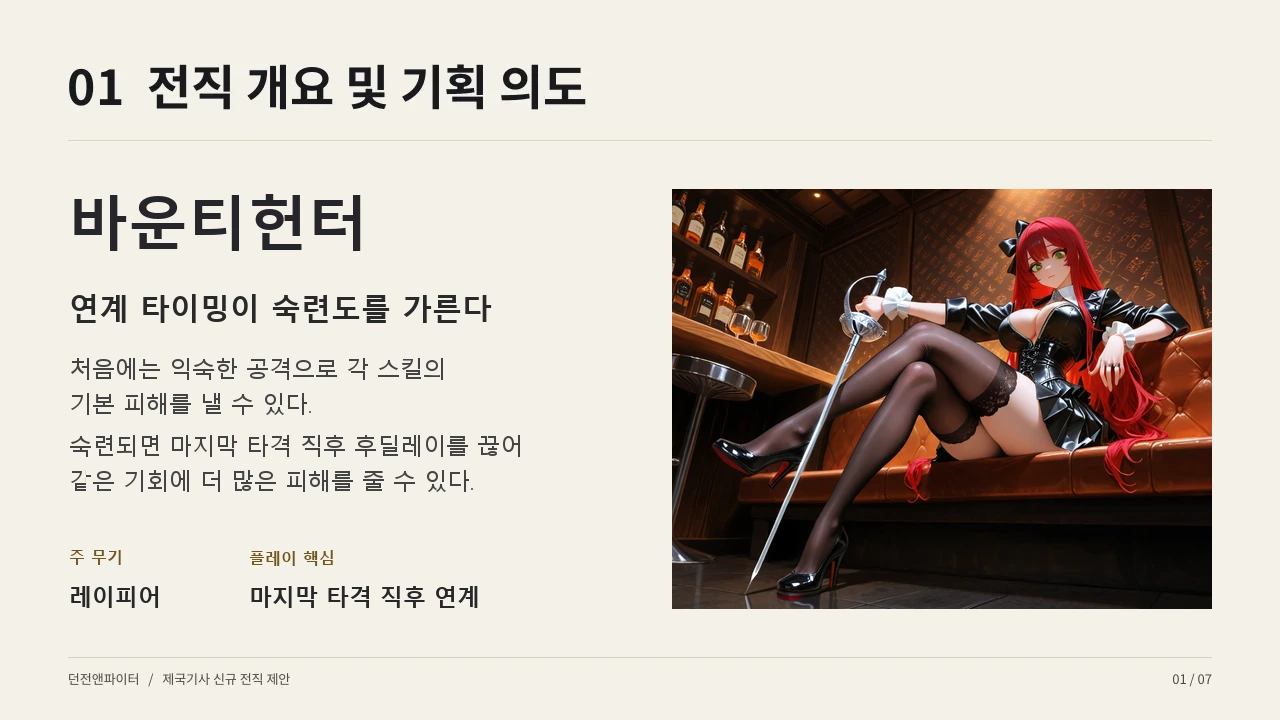 01 전직 개요 및 기획 의도
바운티헌터
연계 타이밍이 숙련도를 가른다
처음에는 익숙한 공격으로 각 스킬의
기본 피해를 낼 수 있다.
숙련되면 마지막 타격 직후 후딜레이를 끊어
같은 기회에 더 많은 피해를 줄 수 있다.
주 무기
플레이 핵심
레이피어
마지막 타격 직후 연계
던전앤파이터 / 제국기사 신규 전직 제안
01 / 07